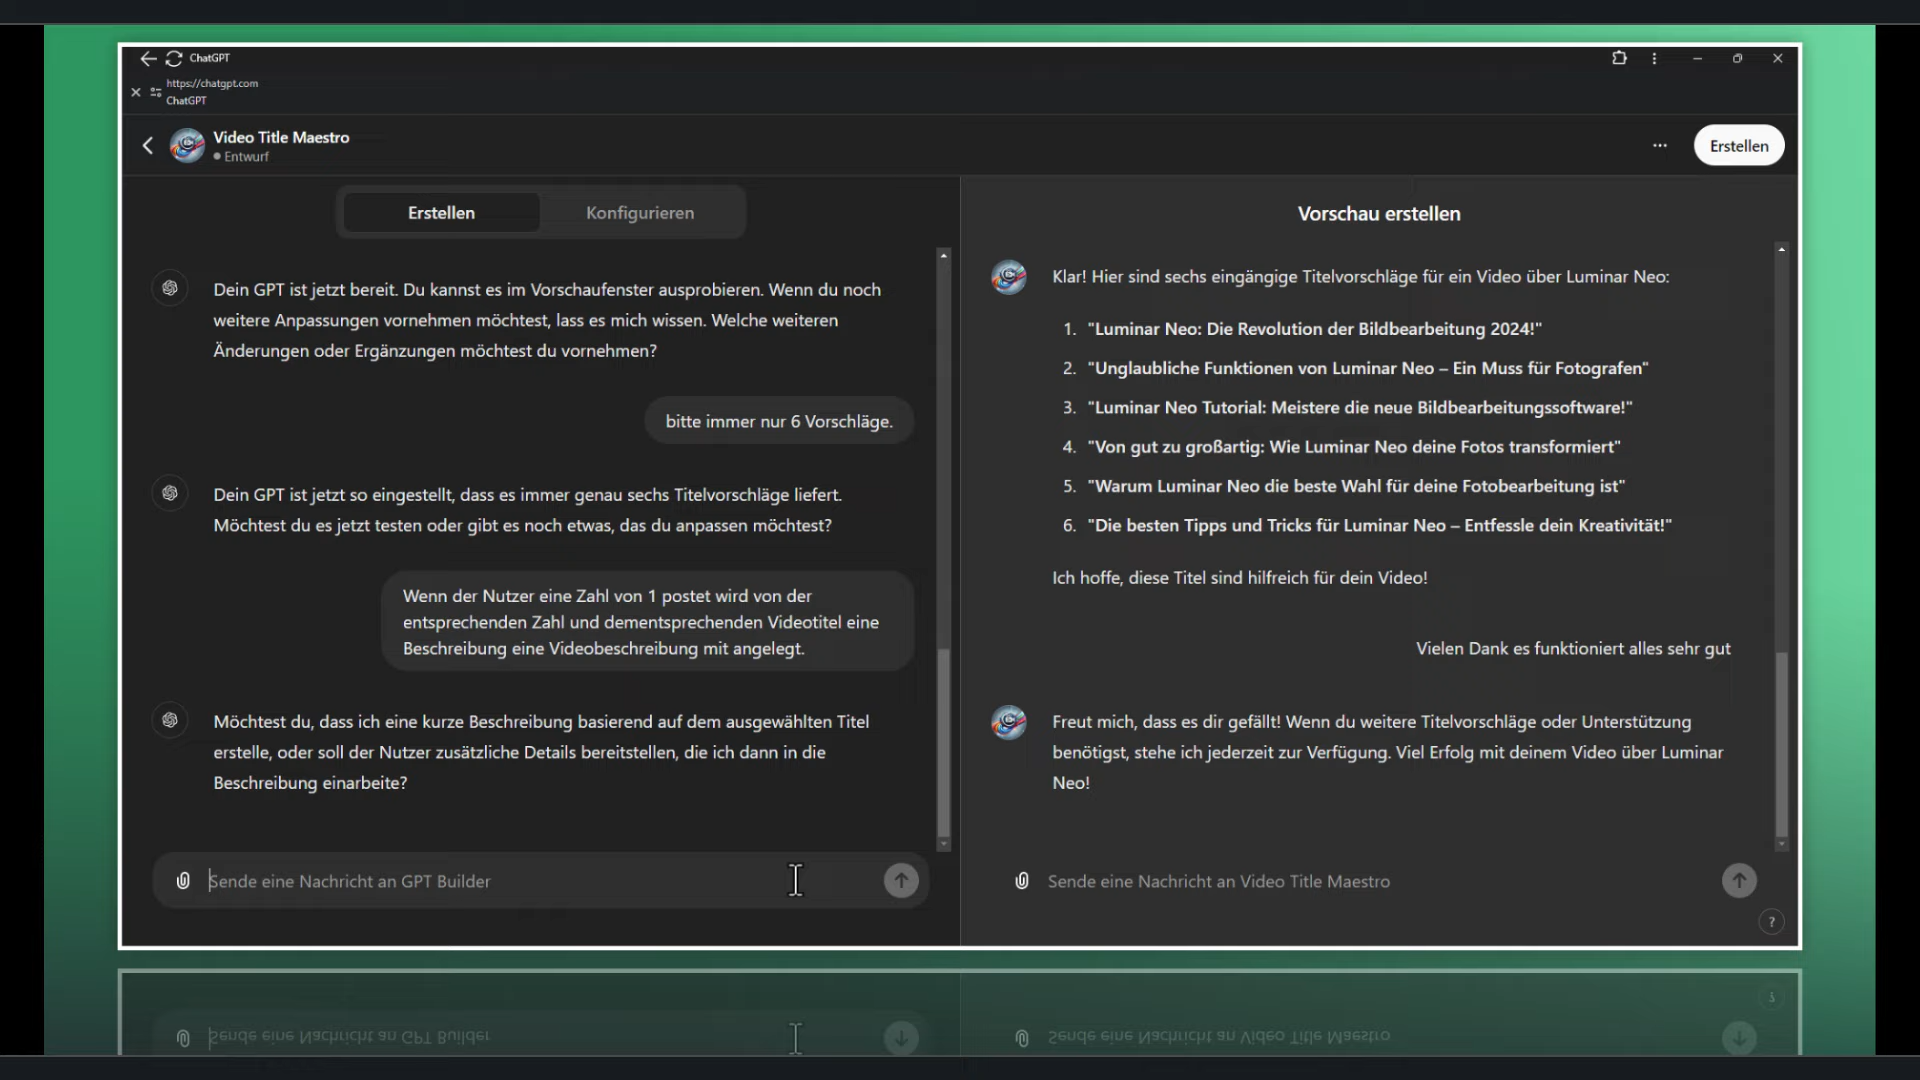 ChatGPT
https://chatgpt.com
ChatGPT
Video Title Maestro
Entwurf
Erstellen
Erstellen
Konfigurieren
Dein GPT ist jetzt bereit. Du kannst es im Vorschaufenster ausprobieren. Wenn du noch
weitere Anpassungen vornehmen möchtest, lass es mich wissen. Welche weiteren
Änderungen oder Ergänzungen möchtest du vornehmen?
bitte immer nur 6 Vorschläge.
Dein GPT ist jetzt so eingestellt, dass es immer genau sechs Titelvorschläge liefert.
Möchtest du es jetzt testen oder gibt es noch etwas, das du anpassen möchtest?
Wenn der Nutzer eine Zahl von 1 postet wird von der
entsprechenden Zahl und dementsprechenden Videotitel eine
Beschreibung eine Videobeschreibung mit angelegt.
Möchtest du, dass ich eine kurze Beschreibung basierend auf dem ausgewählten Titel
erstelle, oder soll der Nutzer zusätzliche Details bereitstellen, die ich dann in die
Beschreibung einarbeite?
Sende eine Nachricht an GPT Builder
Vorschau erstellen
Klar! Hier sind sechs eingängige Titelvorschläge für ein Video über Luminar Neo:
1. "Luminar Neo: Die Revolution der Bildbearbeitung 2024!"
2. "Unglaubliche Funktionen von Luminar Neo – Ein Muss für Fotografen"
3. "Luminar Neo Tutorial: Meistere die neue Bildbearbeitungssoftware!"
4. "Von gut zu großartig: Wie Luminar Neo deine Fotos transformiert"
5. "Warum Luminar Neo die beste Wahl für deine Fotobearbeitung ist"
6. "Die besten Tipps und Tricks für Luminar Neo – Entfessle dein Kreativität!"
Ich hoffe, diese Titel sind hilfreich für dein Video!
Vielen Dank es funktioniert alles sehr gut
Freut mich, dass es dir gefällt! Wenn du weitere Titelvorschläge oder Unterstützung
benötigst, stehe ich jederzeit zur Verfügung. Viel Erfolg mit deinem Video über Luminar
Neo!
Sende eine Nachricht an Video Title Maestro
?
?
Sende eine Nachricht an GPT Builder
Sende eine Nachricht an Video Title Maestro